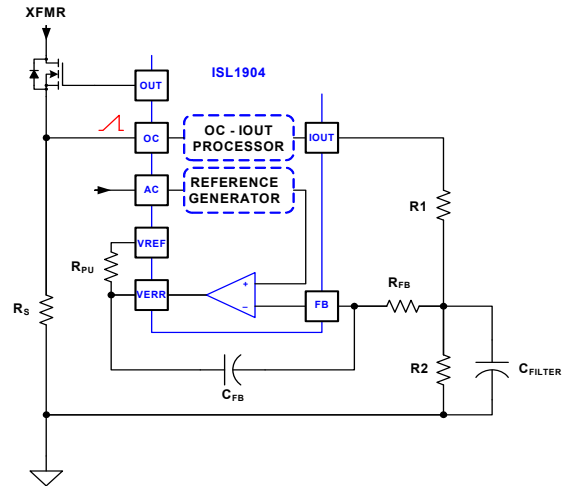 XFMR
ISL1904
OUT
OC
OC - IOUT
PROCESSOR
IOUT
AC
REFERENCE
GENERATOR
R1
VREF
RPU
RFB
VERR
+
−
FB
RS
R2
CFILTER
CFB